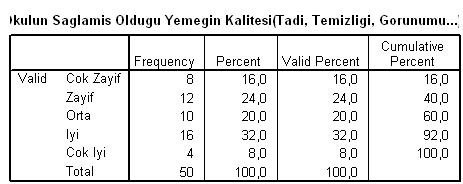 Okulun Saglamis Oldugu Yemegin Kalitesi(Tadi, Temizligi, Gorunumu...)
Frequency Percent Valid Percent Cumulative Percent
Valid Cok Zayif 8 16,0 16,0 16,0
Zayif 12 24,0 24,0 40,0
Orta 10 20,0 20,0 60,0
Iyi 16 32,0 32,0 92,0
Cok Iyi 4 8,0 8,0 100,0
Total 50 100,0 100,0